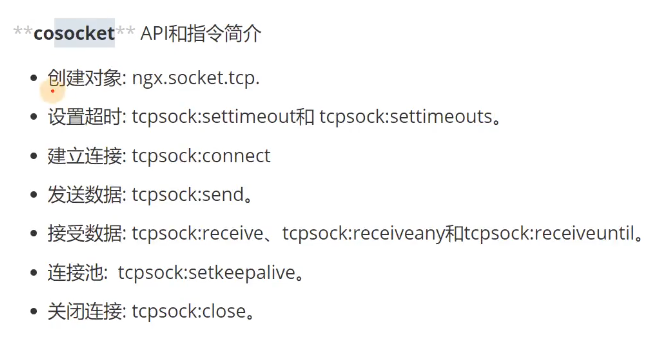 **cosocket** API和指令简介
创建对象: ngx.socket.tcp.
设置超时: tcpsock:settimeout和 tcpsock:settimeouts。
建立连接: tcpsock:connect
发送数据: tcpsock:send。
接受数据: tcpsock:receive、tcpsock:receiveany和tcpsock:receiveuntil。
连接池: tcpsock:setkeepalive。
关闭连接: tcpsock:close。